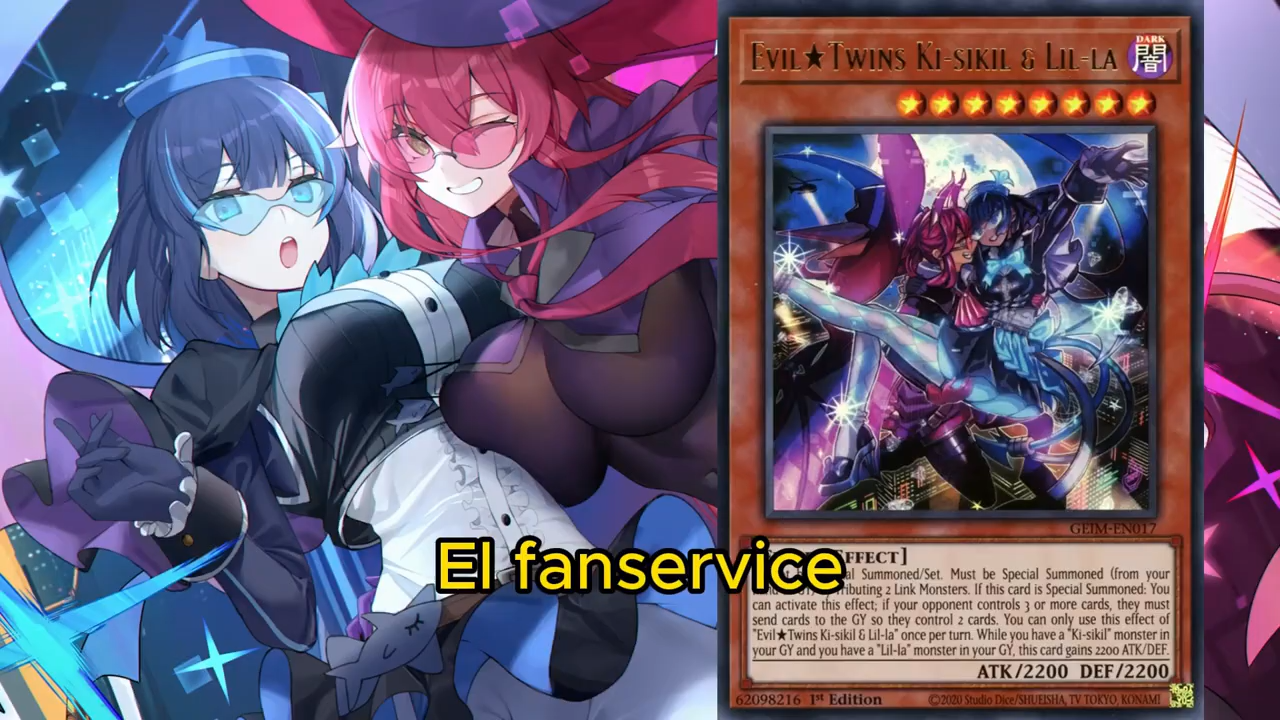 EVIL★TWINS KI-SIKIL & LIL-LA
DARK
闇
GEIM-EN017
El fanservice
EFFECT]
Summoned/Set. Must be Special Summoned (from your
Tributing 2 Link Monsters. If this card is Special Summoned: You
can activate this effect; if your opponent controls 3 or more cards, they must
send cards to the GY so they control 2 cards. You can only use this effect of
"Evil★Twins Ki-sikil & Lil-la" once per turn. While you have a "Ki-sikil" monster in
your GY and you have a "Lil-la" monster in your GY, this card gains 2200 ATK/DEF.
ATK/2200 DEF/2200
62098216 1st Edition
©2020 Studio Dice/SHUEISHA, TV TOKYO, KONAMI